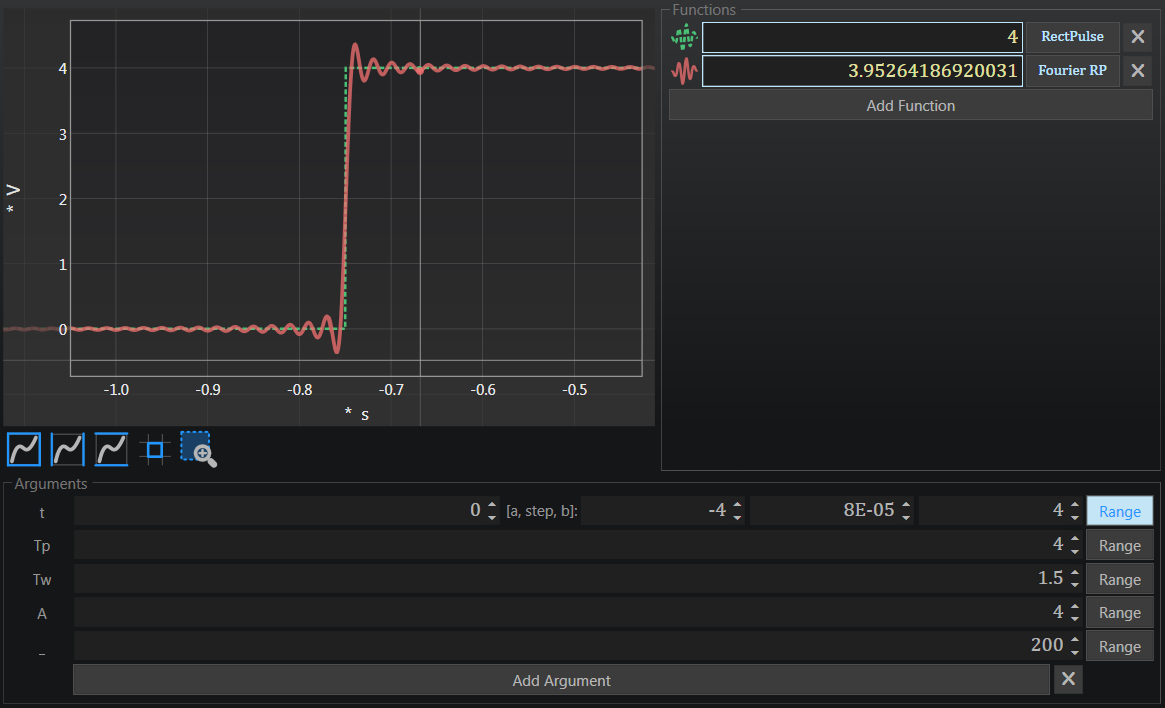 Functions
4 RectPulse X
3.95264186920031 Fourier RP X
Add Function
4
3
2
1
0
* V
-1.0 -0.9 -0.8 -0.7 -0.6 -0.5
* s
Arguments
t 0 [a, step, b]: -4 8E-05 4 Range
Tp 4 Range
Tw 1.5 Range
A 4 Range
_ 200 Range
Add Argument X